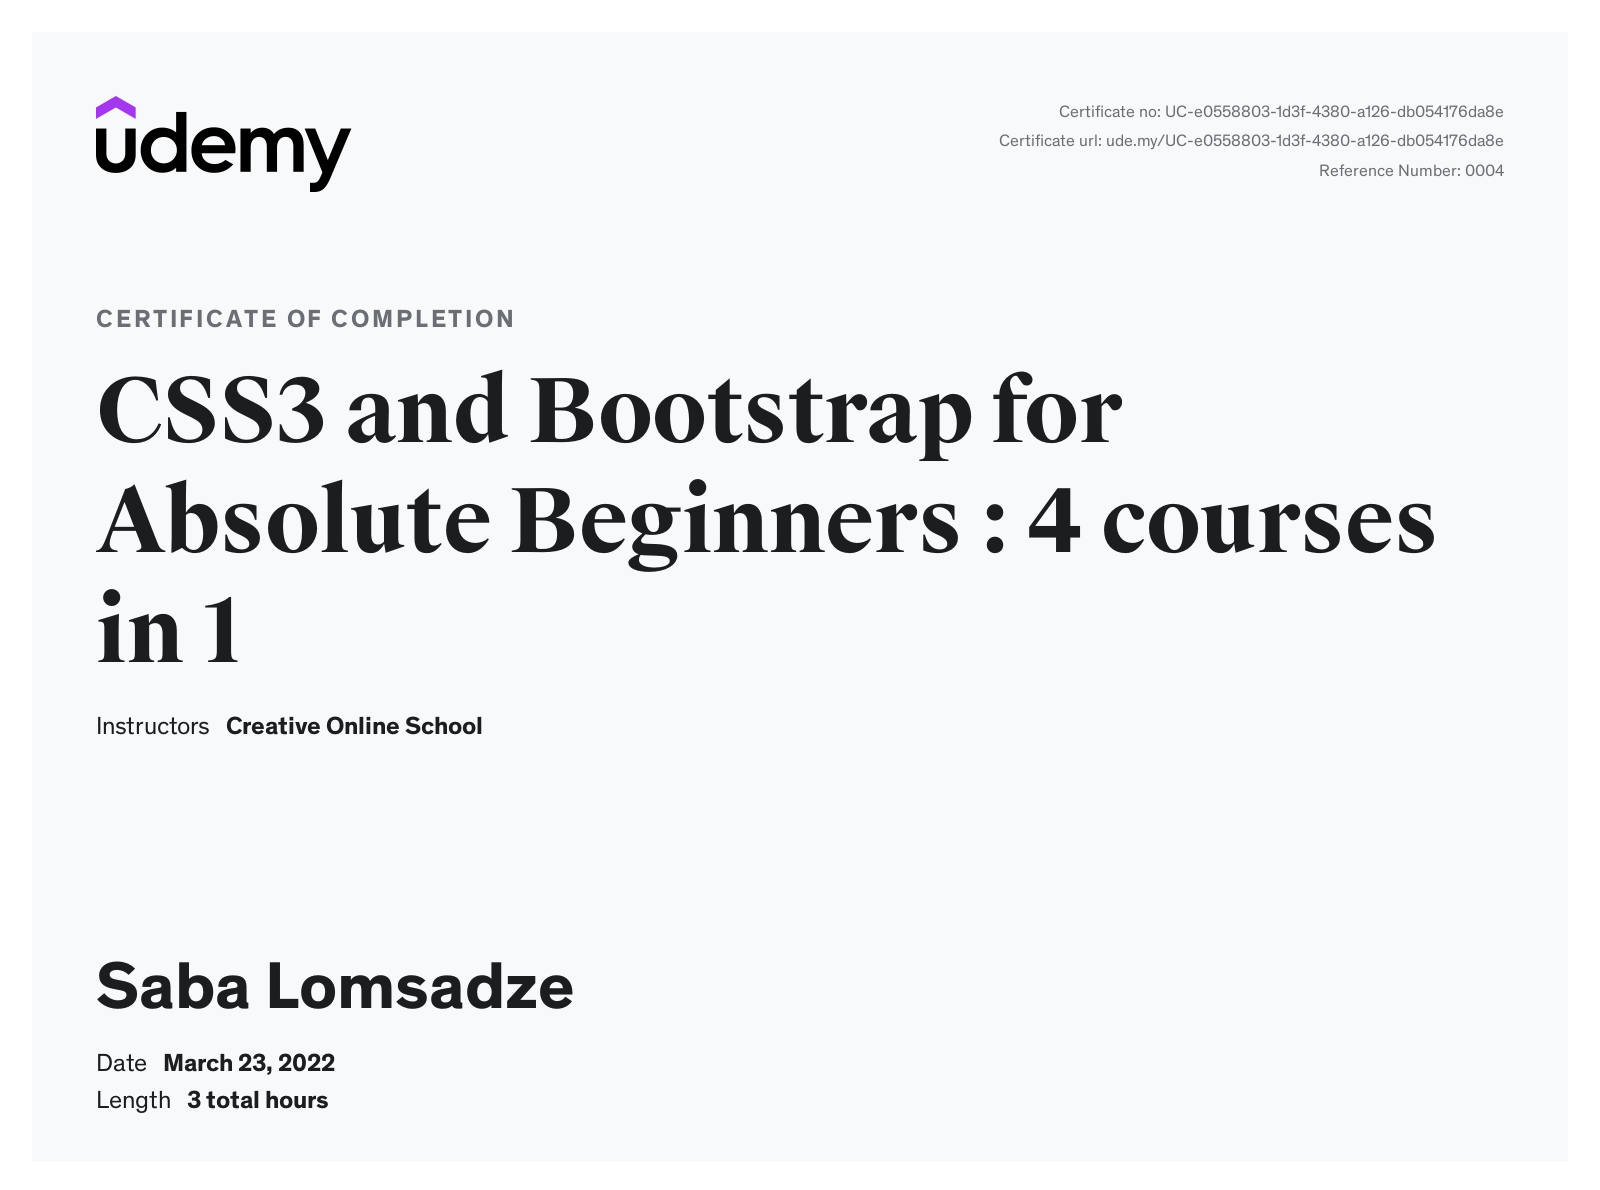 udemy
Certificate no: UC-e0558803-1d3f-4380-a126-db054176da8e
Certificate url: ude.my/UC-e0558803-1d3f-4380-a126-db054176da8e
Reference Number: 0004
CERTIFICATE OF COMPLETION
CSS3 and Bootstrap for
Absolute Beginners : 4 courses
in 1
Instructors Creative Online School
Saba Lomsadze
Date March 23, 2022
Length 3 total hours